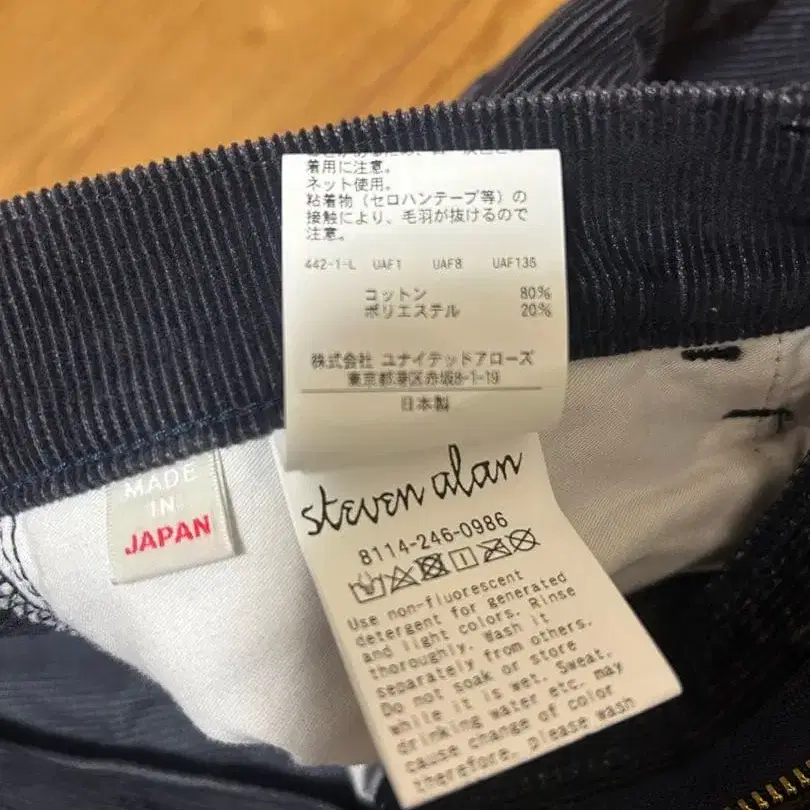 着用に注意。
ネット使用。
粘着物（セロハンテープ等）の
接触により、毛羽が抜けるので
注意。
442-1-L UAF1 UAF8 UAF135
コットン 80%
ポリエステル 20%
株式会社 ユナイテッドアローズ
東京都港区赤坂8-1-19
日本製
MADE
IN
JAPAN
steven alan
8114-246-0986
Use non-fluorescent
detergent for generated
and light colors. Rinse
thoroughly. Wash it
separately from others.
Do not soak or store
while it is wet. Sweat,
drinking water etc. may
cause change of color
therefore, please wash